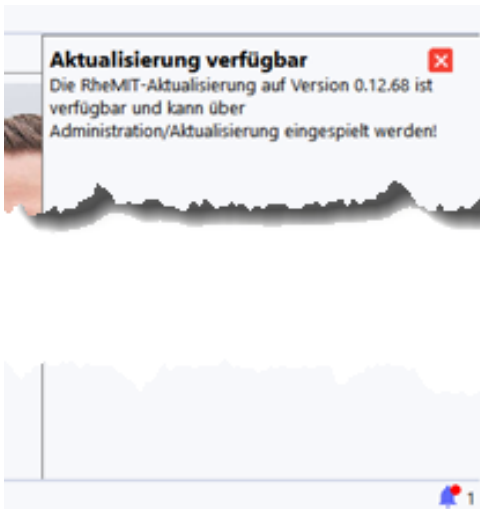 Aktualisierung verfügbar
Die RheMIT-Aktualisierung auf Version 0.12.68 ist
verfügbar und kann über
Administration/Aktualisierung eingespielt werden!
1